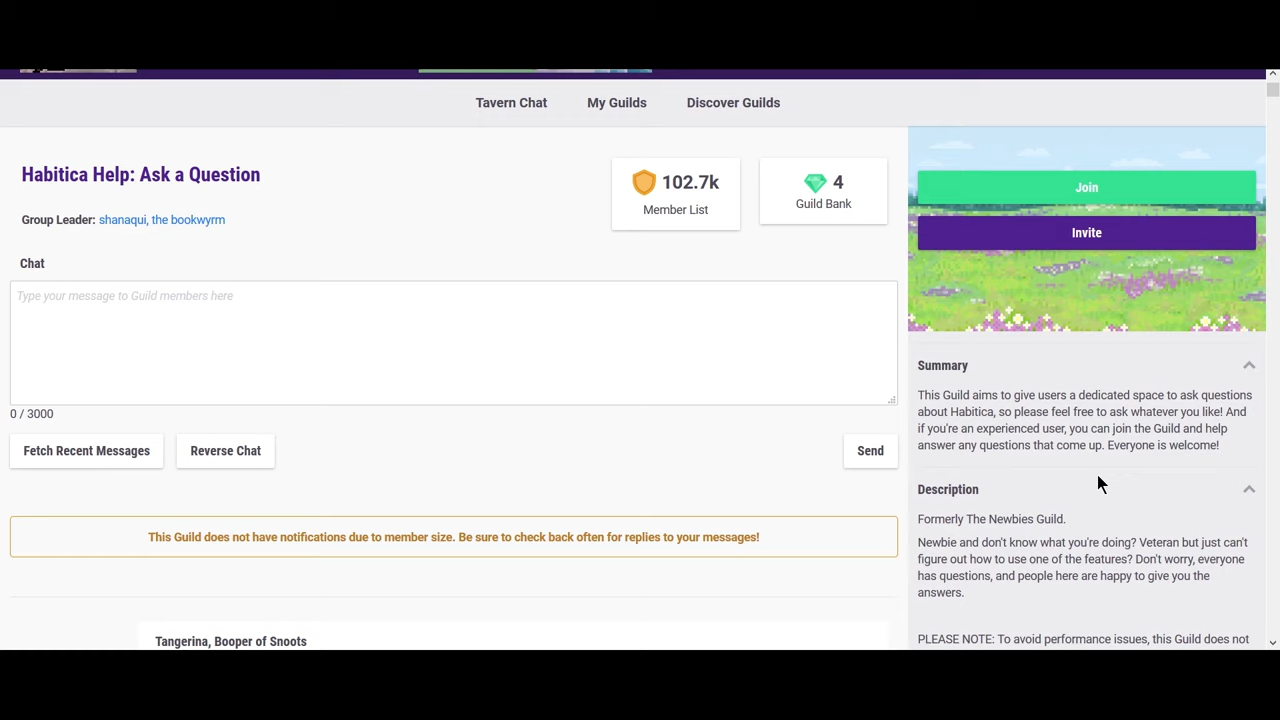 Tavern Chat My Guilds Discover Guilds
Habitica Help: Ask a Question
102.7k
Member List
4
Guild Bank
Group Leader: shanaqui, the bookwyrm
Chat
Type your message to Guild members here
0 / 3000
Fetch Recent Messages Reverse Chat Send
This Guild does not have notifications due to member size. Be sure to check back often for replies to your messages!
Tangerina, Booper of Snoots
Join
Invite
Summary
This Guild aims to give users a dedicated space to ask questions
about Habitica, so please feel free to ask whatever you like! And
if you're an experienced user, you can join the Guild and help
answer any questions that come up. Everyone is welcome!
Description
Formerly The Newbies Guild.
Newbie and don't know what you're doing? Veteran but just can't
figure out how to use one of the features? Don't worry, everyone
has questions, and people here are happy to give you the
answers.
PLEASE NOTE: To avoid performance issues, this Guild does not